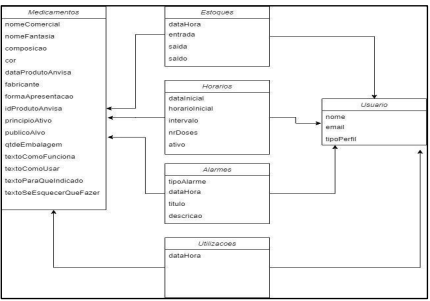 Medicamentos
nomeComercial
nomeFantasia
composicao
cor
dataProdutoAnvisa
fabricante
formaApresentacao
idProdutoAnvisa
principioAtivo
publicoAlvo
qtdeEmbalagem
textoComoFunciona
textoComoUsar
textoParaQueIndicado
textoSeEsquecerQueFazer
Estoques
dataHora
entrada
saida
saldo
Horarios
dataInicial
horarioInicial
intervalo
nrDoses
ativo
Alarmes
tipoAlarme
dataHora
titulo
descricao
Utilizacoes
dataHora
Usuario
nome
email
tipoPerfil